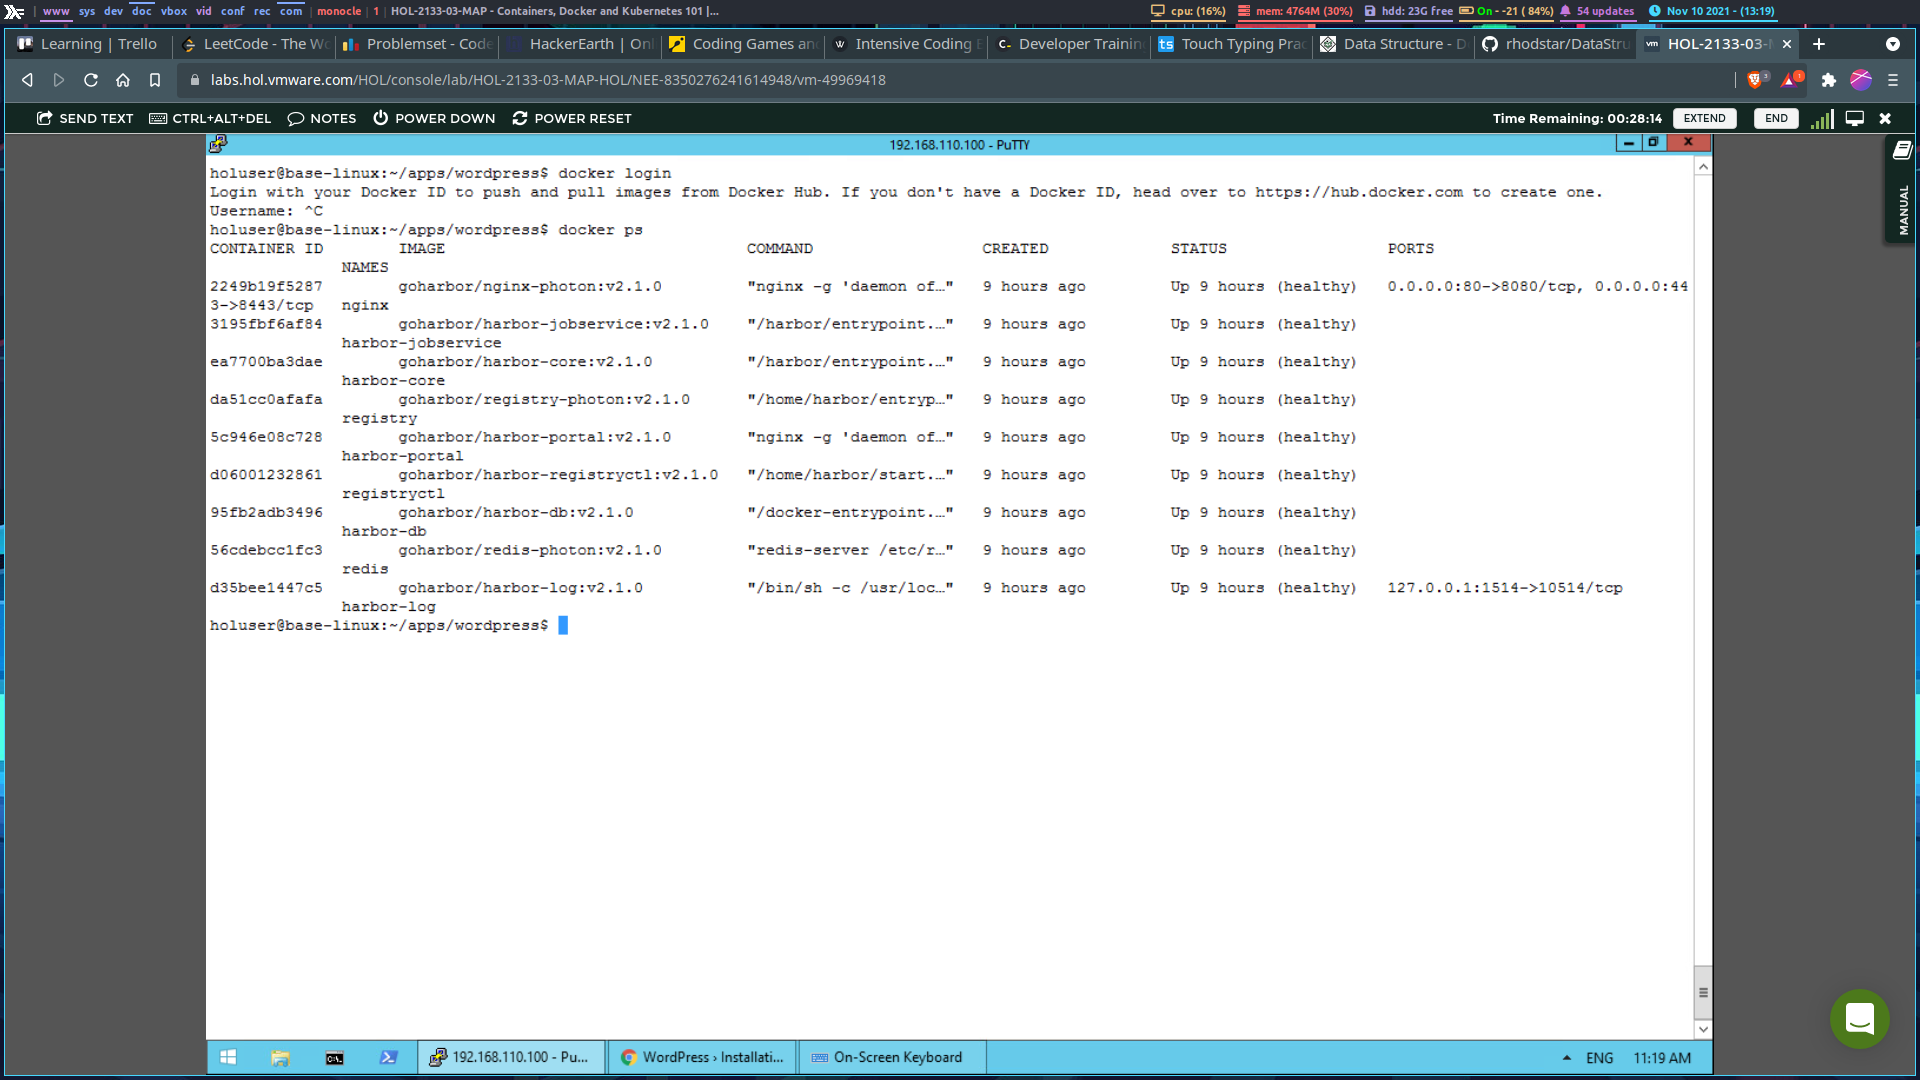 www sys dev doc vbox vid conf rec com | monocle | 1 | HOL-2133-03-MAP - Containers, Docker and Kubernetes 101 |...
cpu: (16%) mem: 4764M (30%) hdd: 23G free On - -21 ( 84%) 54 updates Nov 10 2021 - (13:19)
Learning | Trello LeetCode - The W Problemset - Code HackerEarth | Onl Coding Games an Intensive Coding Developer Training Touch Typing Prac Data Structure - D rhodstar/DataStru HOL-2133-03-
labs.hol.vmware.com/HOL/console/lab/HOL-2133-03-MAP-HOL/NEE-8350276241614948/vm-49969418
SEND TEXT CTRL+ALT+DEL NOTES POWER DOWN POWER RESET Time Remaining: 00:28:14 EXTEND END
MANUAL
192.168.110.100 - PuTTY
holuser@base-linux:~/apps/wordpress$ docker login
Login with your Docker ID to push and pull images from Docker Hub. If you don't have a Docker ID, head over to https://hub.docker.com to create one.
Username: ^C
holuser@base-linux:~/apps/wordpress$ docker ps
CONTAINER ID IMAGE COMMAND CREATED STATUS PORTS
NAMES
2249b19f5287 goharbor/nginx-photon:v2.1.0 "nginx -g 'daemon of…" 9 hours ago Up 9 hours (healthy) 0.0.0.0:80->8080/tcp, 0.0.0.0:44
3->8443/tcp nginx
3195fbf6af84 goharbor/harbor-jobservice:v2.1.0 "/harbor/entrypoint.…" 9 hours ago Up 9 hours (healthy)
harbor-jobservice
ea7700ba3dae goharbor/harbor-core:v2.1.0 "/harbor/entrypoint.…" 9 hours ago Up 9 hours (healthy)
harbor-core
da51cc0afafa goharbor/registry-photon:v2.1.0 "/home/harbor/entryp…" 9 hours ago Up 9 hours (healthy)
registry
5c946e08c728 goharbor/harbor-portal:v2.1.0 "nginx -g 'daemon of…" 9 hours ago Up 9 hours (healthy)
harbor-portal
d06001232861 goharbor/harbor-registryctl:v2.1.0 "/home/harbor/start.…" 9 hours ago Up 9 hours (healthy)
registryctl
95fb2adb3496 goharbor/harbor-db:v2.1.0 "/docker-entrypoint.…" 9 hours ago Up 9 hours (healthy)
harbor-db
56cdebcc1fc3 goharbor/redis-photon:v2.1.0 "redis-server /etc/r…" 9 hours ago Up 9 hours (healthy)
redis
d35bee1447c5 goharbor/harbor-log:v2.1.0 "/bin/sh -c /usr/loc…" 9 hours ago Up 9 hours (healthy) 127.0.0.1:1514->10514/tcp
harbor-log
holuser@base-linux:~/apps/wordpress$
192.168.110.100 - Pu... WordPress › Installati... On-Screen Keyboard ENG 11:19 AM